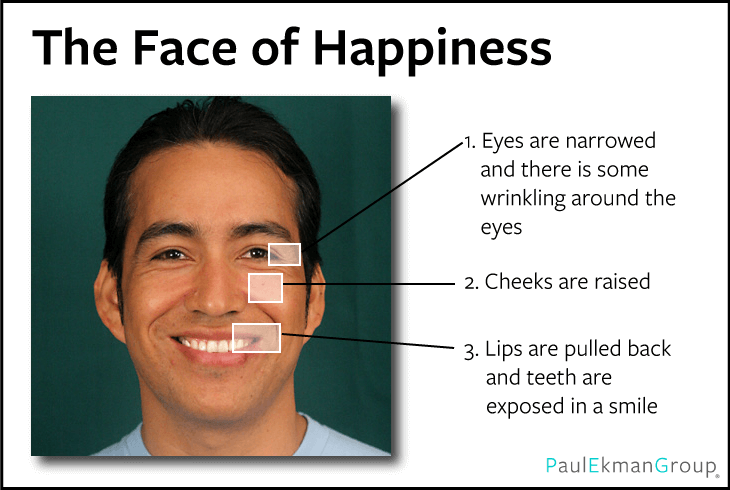 The Face of Happiness
1. Eyes are narrowed
and there is some
wrinkling around the
eyes
2. Cheeks are raised
3. Lips are pulled back
and teeth are
exposed in a smile
PaulEkmanGroup®